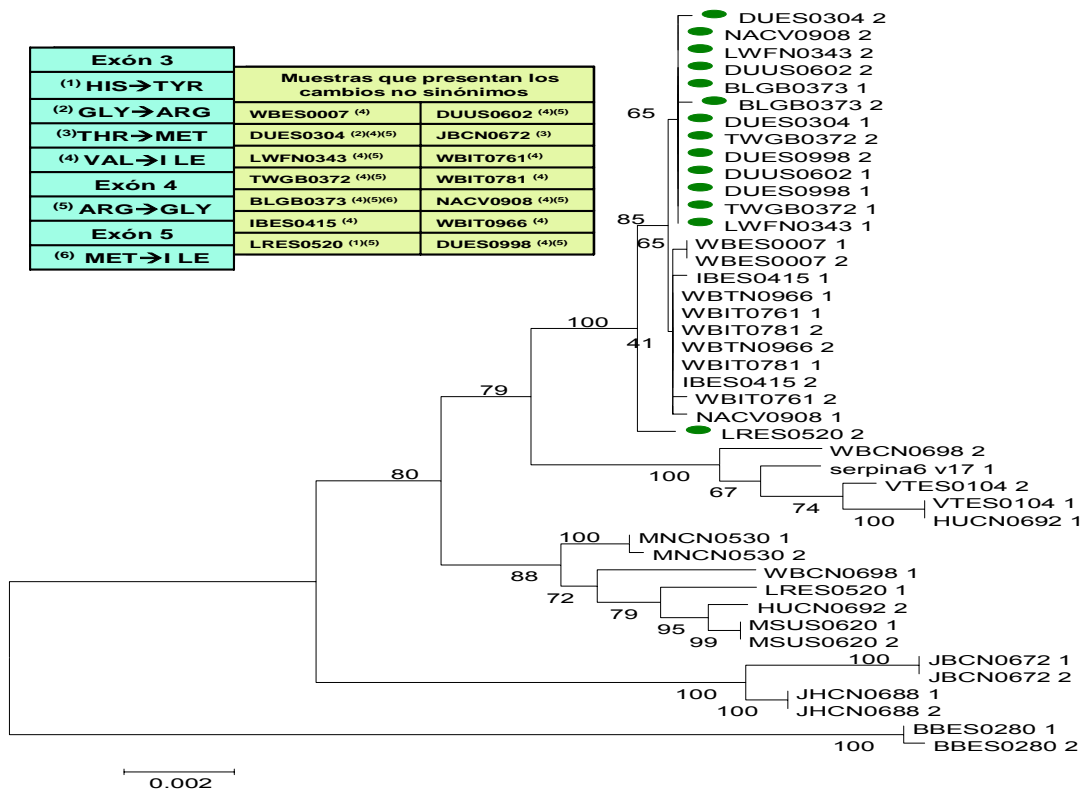 Exón 3
(1) HIS→TYR
(2) GLY→ARG
(3)THR→MET
(4) VAL→I LE
Exón 4
(5) ARG→GLY
Exón 5
(6) MET→I LE
Muestras que presentan los
cambios no sinónimos
WBES0007 (4) DUUS0602 (4)(5)
DUES0304 (2)(4)(5) JBCN0672 (3)
LWFN0343 (4)(5) WBIT0761(4)
TWGB0372 (4)(5) WBIT0781 (4)
BLGB0373 (4)(5)(6) NACV0908 (4)(5)
IBES0415 (4) WBIT0966 (4)
LRES0520 (1)(5) DUES0998 (4)(5)
DUES0304 2
NACV0908 2
LWFN0343 2
DUUS0602 2
BLGB0373 1
BLGB0373 2
DUES0304 1
TWGB0372 2
DUES0998 2
DUUS0602 1
DUES0998 1
TWGB0372 1
LWFN0343 1
WBES0007 1
WBES0007 2
IBES0415 1
WBTN0966 1
WBIT0761 1
WBIT0781 2
WBTN0966 2
WBIT0781 1
IBES0415 2
WBIT0761 2
NACV0908 1
LRES0520 2
WBCN0698 2
serpina6 v17 1
VTES0104 2
VTES0104 1
HUCN0692 1
MNCN0530 1
MNCN0530 2
WBCN0698 1
LRES0520 1
HUCN0692 2
MSUS0620 1
MSUS0620 2
JBCN0672 1
JBCN0672 2
JHCN0688 1
JHCN0688 2
BBES0280 1
BBES0280 2
65
85
65
100
41
79
100
67
74
100
80
100
88
72
79
95
99
100
100
100
100
0.002